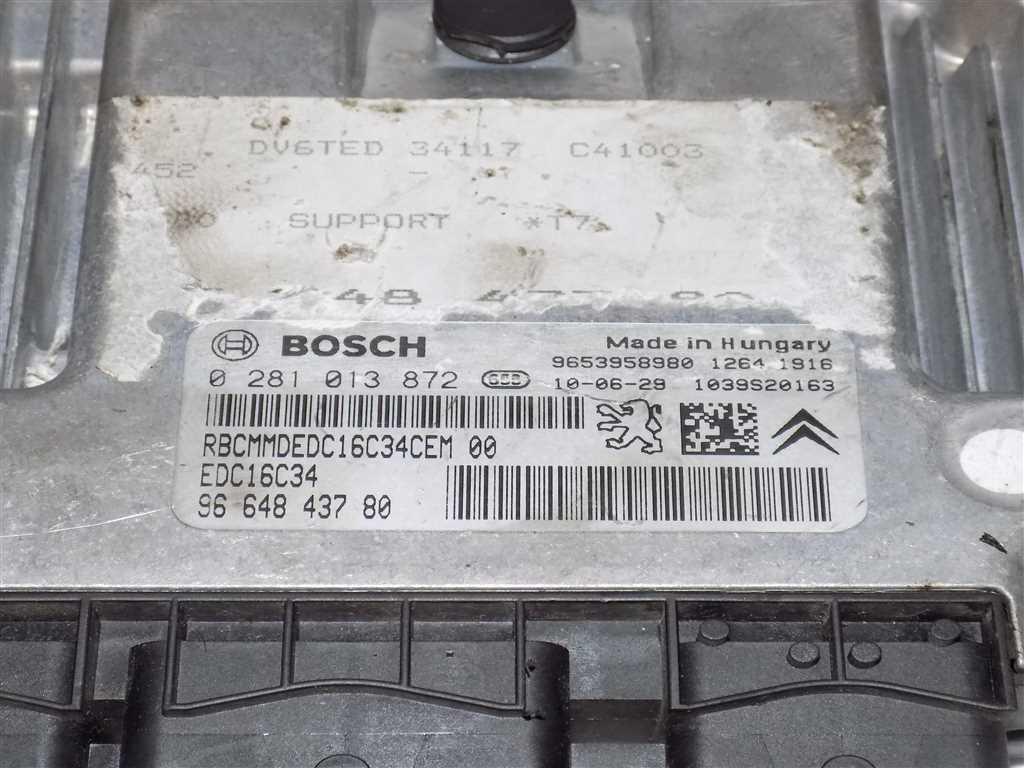 DV6TED 34117 C41003
452
SUPPORT *T7
BOSCH
Made in Hungary
9653958980 1264 1916
0 281 013 872
10-06-29 1039S20163
RBCMMDEDC16C34CEM 00
EDC16C34
96 648 437 80